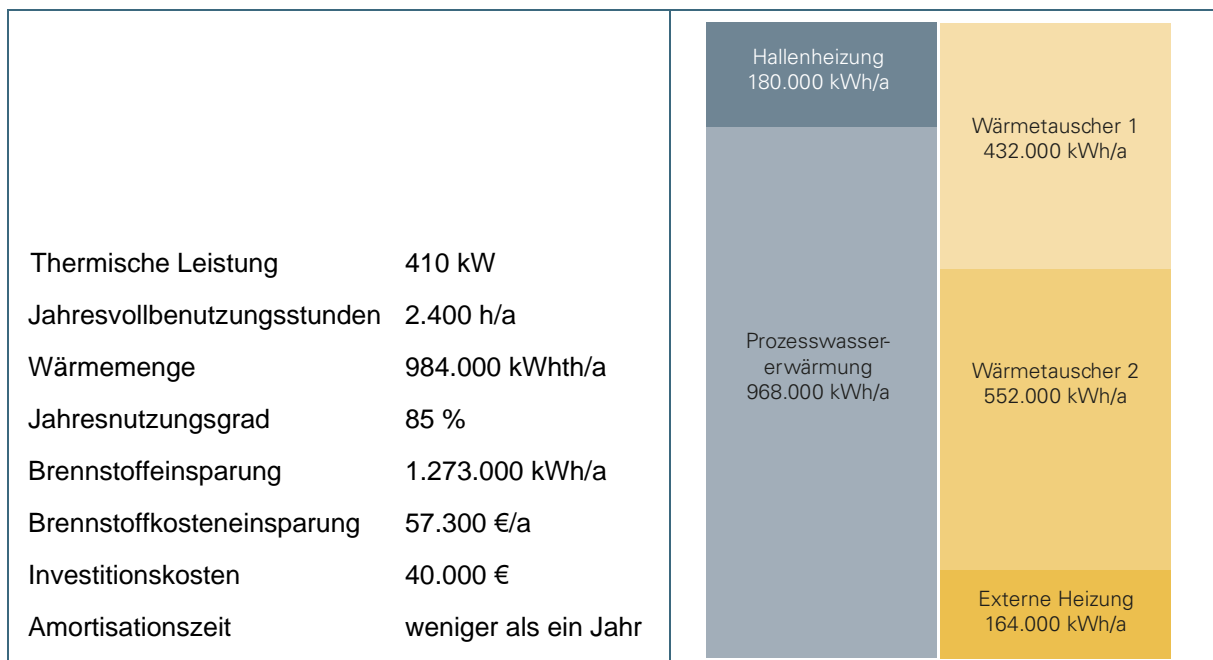 Thermische Leistung 410 kW
Jahresvollbenutzungsstunden 2.400 h/a
Wärmemenge 984.000 kWhth/a
Jahresnutzungsgrad 85 %
Brennstoffeinsparung 1.273.000 kWh/a
Brennstoffkosteneinsparung 57.300 €/a
Investitionskosten 40.000 €
Amortisationszeit weniger als ein Jahr
Hallenheizung
180.000 kWh/a
Prozesswasser-
erwärmung
968.000 kWh/a
Wärmetauscher 1
432.000 kWh/a
Wärmetauscher 2
552.000 kWh/a
Externe Heizung
164.000 kWh/a